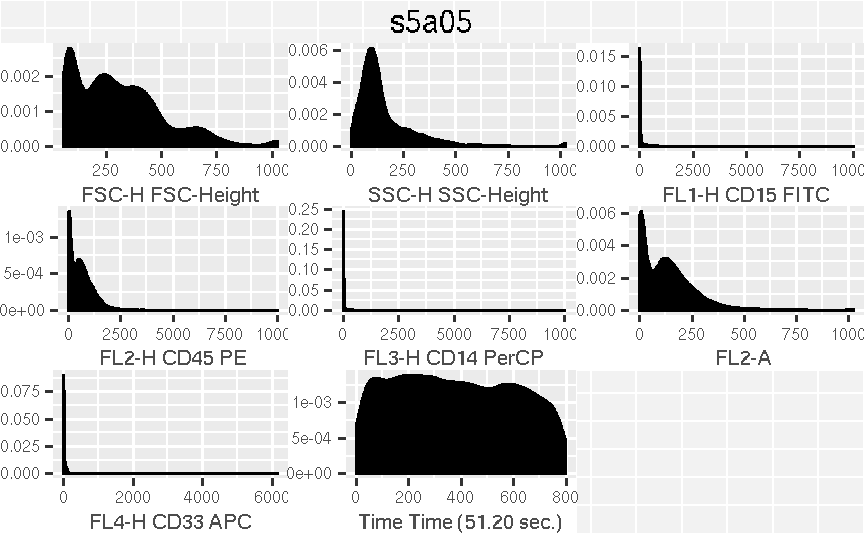 s5a05
0.002
0.001
0.000
250 500 750 1000
FSC-H FSC-Height
0.006
0.004
0.002
0.000
0 250 500 750 1000
SSC-H SSC-Height
0.015
0.010
0.005
0.000
0 2500 5000 7500 1000
FL1-H CD15 FITC
1e-03
5e-04
0e+00
0 2500 5000 7500 1000
FL2-H CD45 PE
0.25
0.20
0.15
0.10
0.05
0.00
0 2500 5000 7500 1000
FL3-H CD14 PerCP
0.006
0.004
0.002
0.000
0 250 500 750 1000
FL2-A
0.075
0.050
0.025
0.000
0 2000 4000 6000
FL4-H CD33 APC
1e-03
5e-04
0e+00
0 200 400 600 800
Time Time (51.20 sec.)